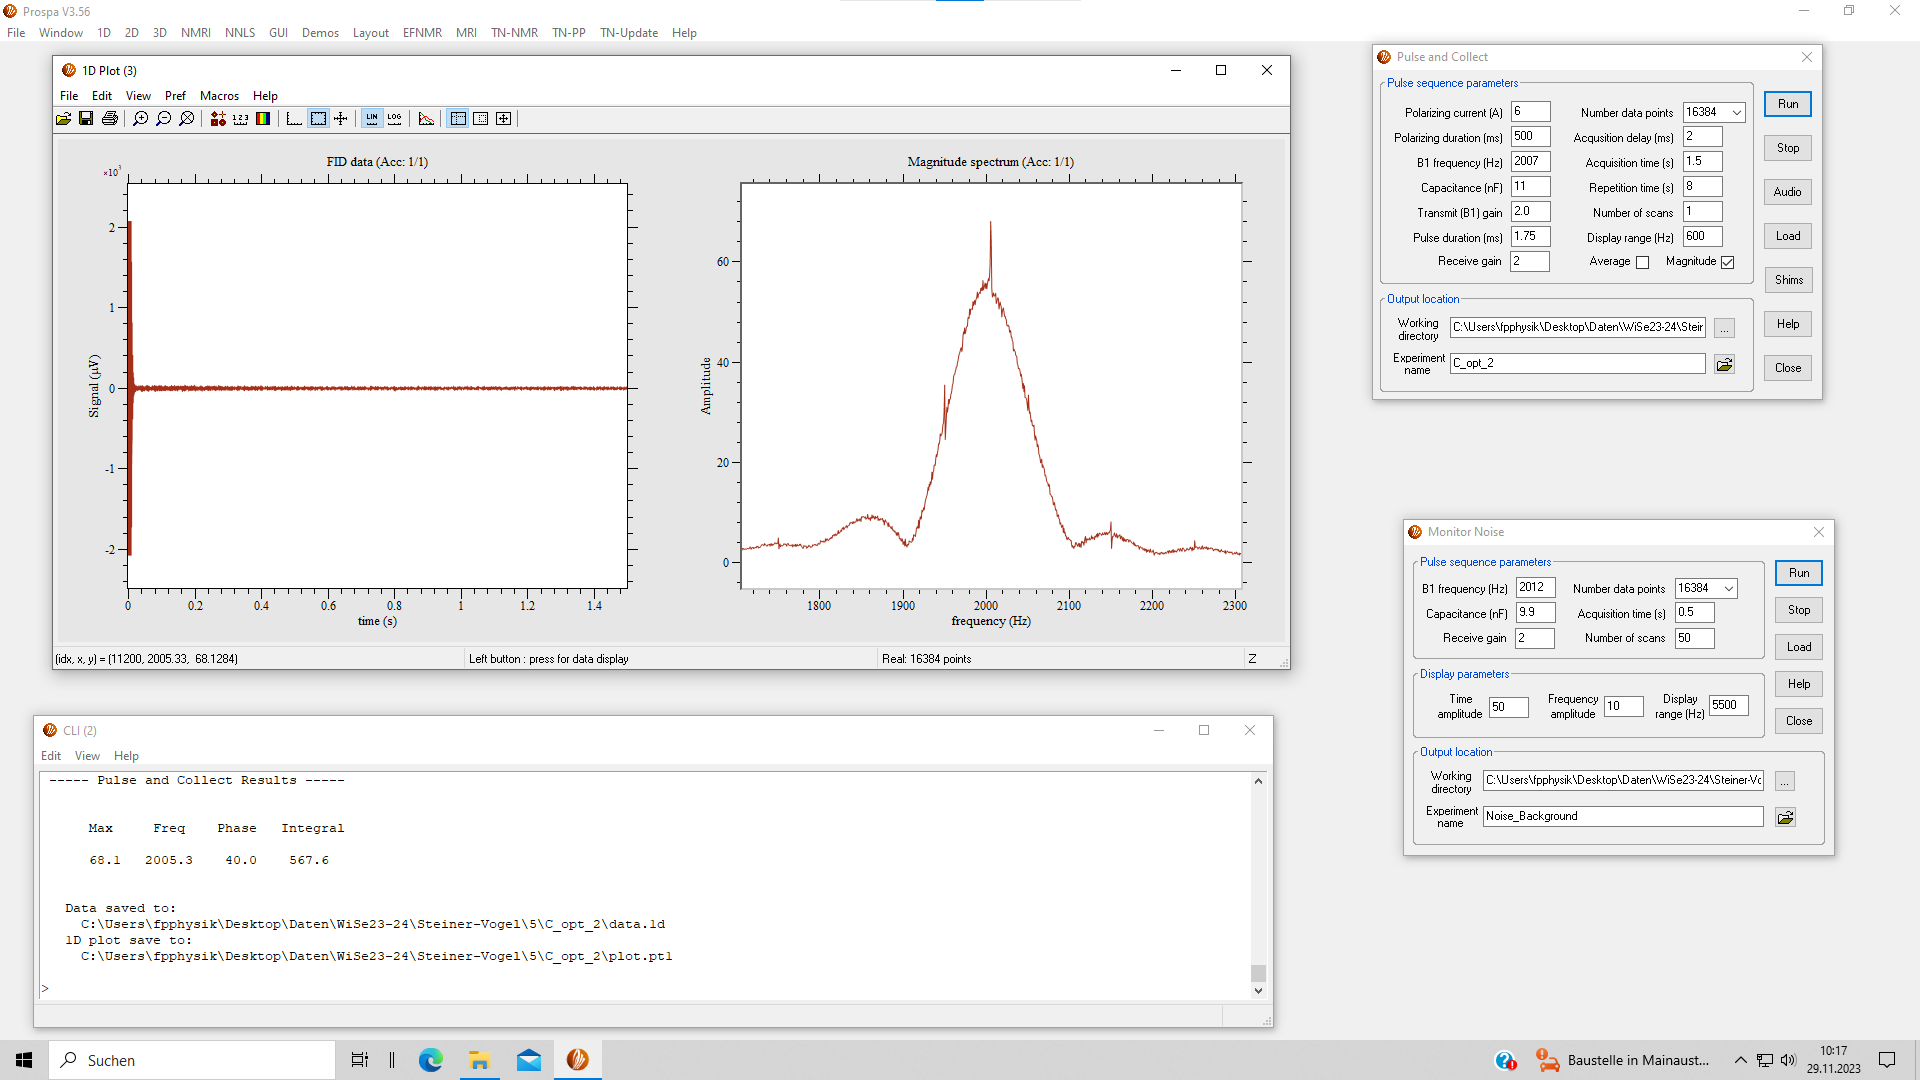 Prospa V3.56
File Window 1D 2D 3D NMRI NNLS GUI Demos Layout EFNMR MRI TN-NMR TN-PP TN-Update Help
1D Plot (3)
File Edit View Pref Macros Help
1 2 3 LIN LOG
FID data (Acc: 1/1)
×10³
2
1
0
-1
-2
Signal (µV)
0 0.2 0.4 0.6 0.8 1 1.2 1.4
time (s)
Magnitude spectrum (Acc: 1/1)
60
40
20
0
Amplitude
1800 1900 2000 2100 2200 2300
frequency (Hz)
(idx, x, y) = (11200, 2005.33, 68.1284)
Left button : press for data display
Real: 16384 points
Z
CLI (2)
Edit View Help
----- Pulse and Collect Results -----
Max Freq Phase Integral
68.1 2005.3 40.0 567.6
Data saved to:
C:\Users\fpphysik\Desktop\Daten\WiSe23-24\Steiner-Vogel\5\C_opt_2\data.1d
1D plot save to:
C:\Users\fpphysik\Desktop\Daten\WiSe23-24\Steiner-Vogel\5\C_opt_2\plot.pt1
>
Pulse and Collect
Pulse sequence parameters
Polarizing current (A) 6 Number data points 16384
Polarizing duration (ms) 500 Acqusition delay (ms) 2
B1 frequency (Hz) 2007 Acquisition time (s) 1.5
Capacitance (nF) 11 Repetition time (s) 8
Transmit (B1) gain 2.0 Number of scans 1
Pulse duration (ms) 1.75 Display range (Hz) 600
Receive gain 2 Average Magnitude
Output location
Working directory C:\Users\fpphysik\Desktop\Daten\WiSe23-24\Steir ...
Experiment name C_opt_2
Run
Stop
Audio
Load
Shims
Help
Close
Monitor Noise
Pulse sequence parameters
B1 frequency (Hz) 2012 Number data points 16384
Capacitance (nF) 9.9 Acquisition time (s) 0.5
Receive gain 2 Number of scans 50
Display parameters
Time amplitude 50 Frequency amplitude 10 Display range (Hz) 5500
Output location
Working directory C:\Users\fpphysik\Desktop\Daten\WiSe23-24\Steiner-Vc ...
Experiment name Noise_Background
Run
Stop
Load
Help
Close
Suchen
Baustelle in Mainaust...
10:17
29.11.2023